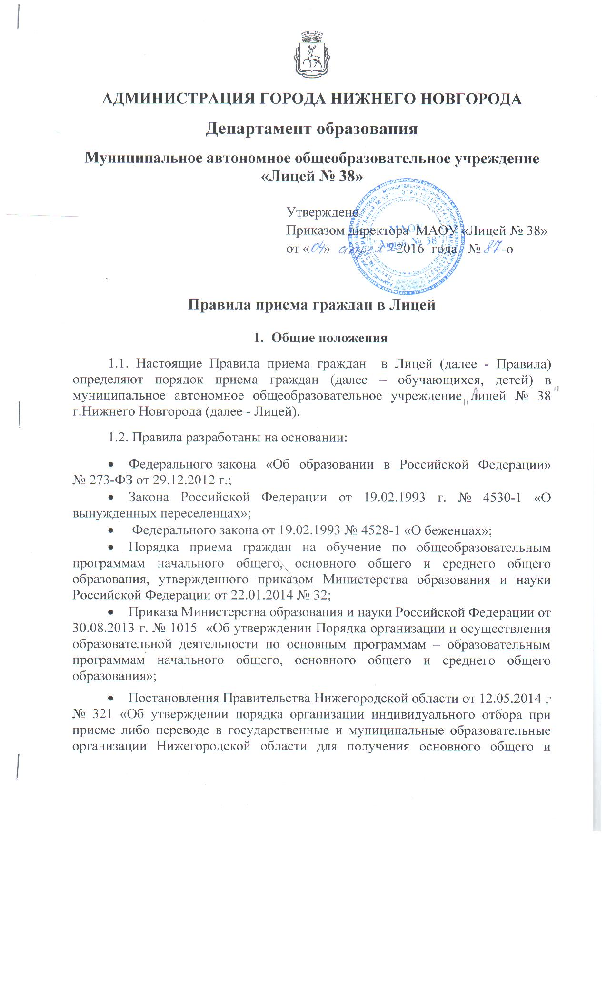 АДМИНИСТРАЦИЯ ГОРОДА НИЖНЕГО НОВГОРОДА
Департамент образования
Муниципальное автономное общеобразовательное учреждение
«Лицей № 38»
Утверждено
Приказом директора МАОУ «Лицей № 38»
от «04» апреля 2016 года № 87-о
МАОУ
"Лицей № 38"
Правила приема граждан в Лицей
1. Общие положения
1.1. Настоящие Правила приема граждан в Лицей (далее - Правила)
определяют порядок приема граждан (далее – обучающихся, детей) в
муниципальное автономное общеобразовательное учреждение "Лицей № 38"
г.Нижнего Новгорода (далее - Лицей).
1.2. Правила разработаны на основании:
• Федерального закона «Об образовании в Российской Федерации»
№ 273-ФЗ от 29.12.2012 г.;
• Закона Российской Федерации от 19.02.1993 г. № 4530-1 «О
вынужденных переселенцах»;
• Федерального закона от 19.02.1993 № 4528-1 «О беженцах»;
• Порядка приема граждан на обучение по общеобразовательным
программам начального общего, основного общего и среднего общего
образования, утвержденного приказом Министерства образования и науки
Российской Федерации от 22.01.2014 № 32;
• Приказа Министерства образования и науки Российской Федерации от
30.08.2013 г. № 1015 «Об утверждении Порядка организации и осуществления
образовательной деятельности по основным программам – образовательным
программам начального общего, основного общего и среднего общего
образования»;
• Постановления Правительства Нижегородской области от 12.05.2014 г
№ 321 «Об утверждении порядка организации индивидуального отбора при
приеме либо переводе в государственные и муниципальные образовательные
организации Нижегородской области для получения основного общего и